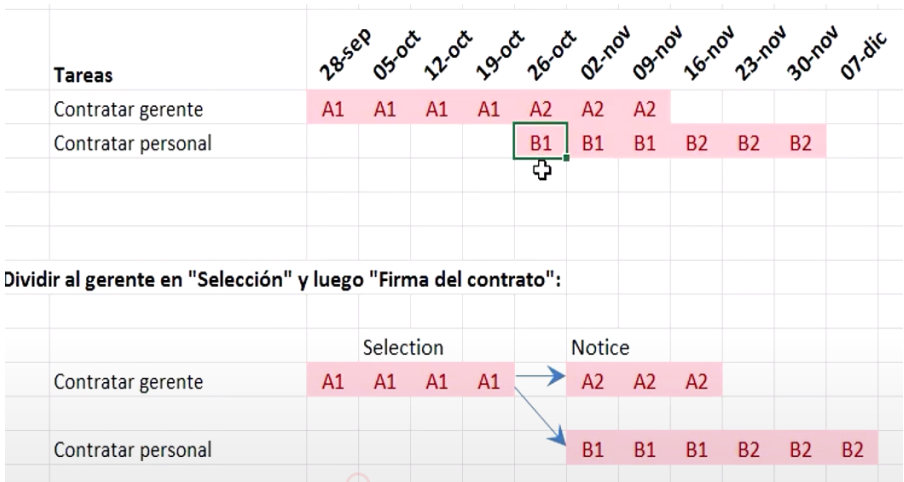 28-sep 05-oct 12-oct 19-oct 26-oct 02-nov 09-nov 16-nov 23-nov 30-nov 07-dic
Tareas
Contratar gerente A1 A1 A1 A1 A2 A2 A2
Contratar personal B1 B1 B1 B2 B2 B2
Dividir al gerente en "Selección" y luego "Firma del contrato":
Selection Notice
Contratar gerente A1 A1 A1 A1 A2 A2 A2
Contratar personal B1 B1 B1 B2 B2 B2